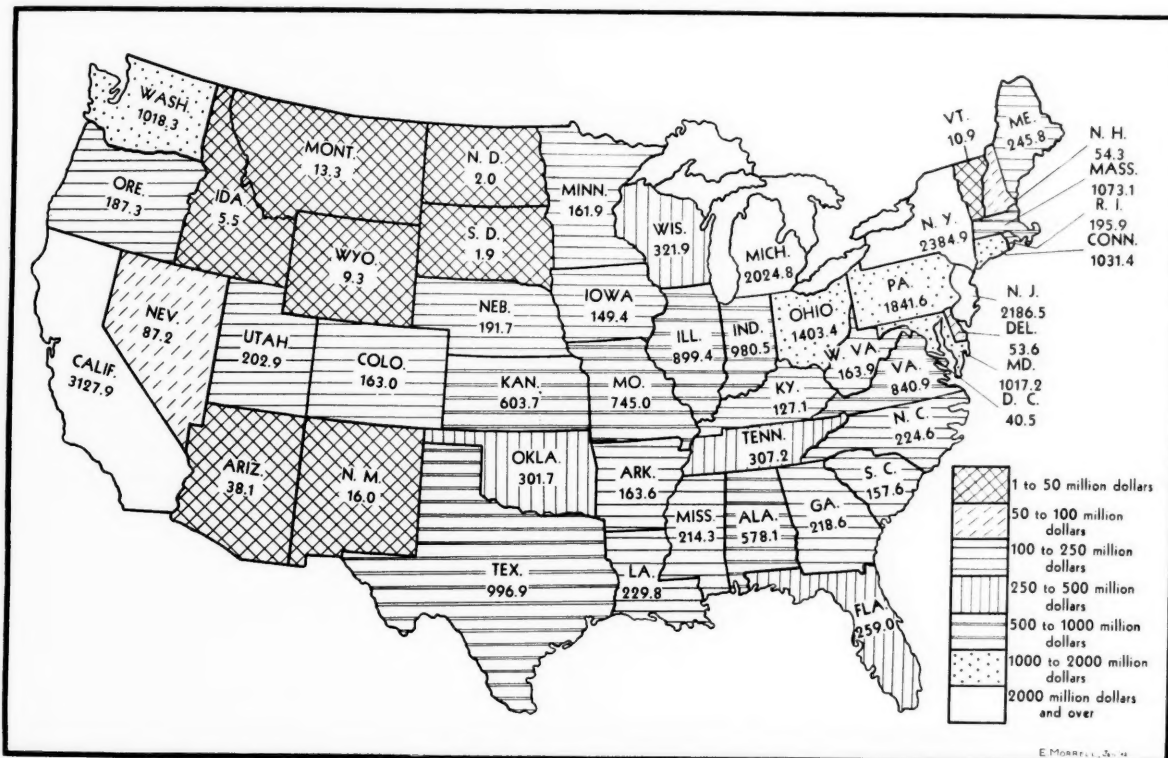 WASH.
1018.3
ORE.
187.3
CALIF.
3127.9
NEV.
87.2
IDA.
5.5
MONT.
13.3
WYO.
9.3
UTAH
202.9
COLO.
163.0
ARIZ.
38.1
N. M.
16.0
N. D.
2.0
S. D.
1.9
NEB.
191.7
KAN.
603.7
OKLA.
301.7
TEX.
996.9
MINN.
161.9
IOWA
149.4
MO.
745.0
ARK.
163.6
LA.
229.8
WIS.
321.9
ILL.
899.4
MICH.
2024.8
IND.
980.5
OHIO
1403.4
KY.
127.1
TENN.
307.2
MISS.
214.3
ALA.
578.1
GA.
218.6
FLA.
259.0
S. C.
157.6
N. C.
224.6
VA.
840.9
W. VA.
163.9
PA.
1841.6
N. Y.
2384.9
VT.
10.9
ME.
245.8
N. H.
54.3
MASS.
1073.1
R. I.
195.9
CONN.
1031.4
N. J.
2186.5
DEL.
53.6
MD.
1017.2
D. C.
40.5
1 to 50 million dollars
50 to 100 million
dollars
100 to 250 million
dollars
250 to 500 million
dollars
500 to 1000 million
dollars
1000 to 2000 million
dollars
2000 million dollars
and over
E. MORRELL